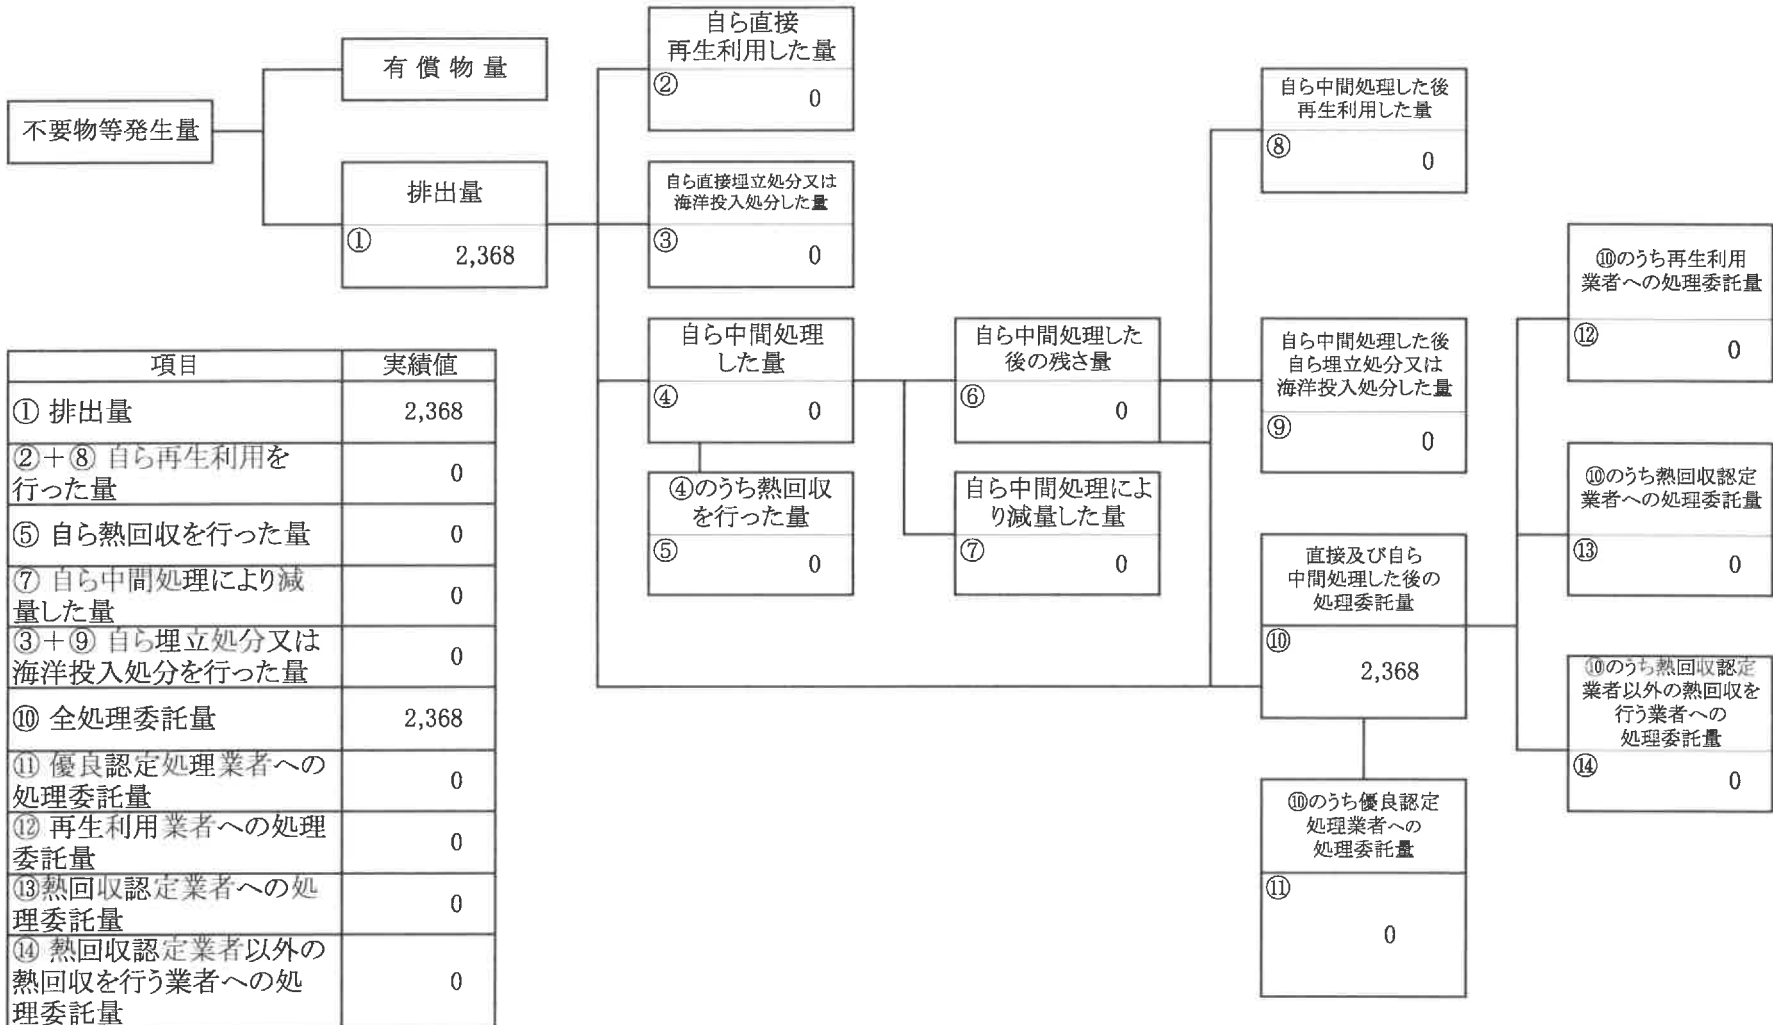 不要物等発生量
有 償 物 量
排出量
①
2,368
自ら直接
再生利用した量
②
0
自ら直接埋立処分又は
海洋投入処分した量
③
0
自ら中間処理
した量
④
0
④のうち熱回収
を行った量
⑤
0
自ら中間処理した
後の残さ量
⑥
0
自ら中間処理によ
り減量した量
⑦
0
自ら中間処理した後
再生利用した量
⑧
0
自ら中間処理した後
自ら埋立処分又は
海洋投入処分した量
⑨
0
直接及び自ら
中間処理した後の
処理委託量
⑩
2,368
⑩のうち優良認定
処理業者への
処理委託量
⑪
0
⑩のうち再生利用
業者への処理委託量
⑫
0
⑩のうち熱回収認定
業者への処理委託量
⑬
0
⑩のうち熱回収認定
業者以外の熱回収を
行う業者への
処理委託量
⑭
0
項目 実績値
① 排出量 2,368
②+⑧ 自ら再生利用を
行った量 0
⑤ 自ら熱回収を行った量 0
⑦ 自ら中間処理により減
量した量 0
③+⑨ 自ら埋立処分又は
海洋投入処分を行った量 0
⑩ 全処理委託量 2,368
⑪ 優良認定処理業者への
処理委託量 0
⑫ 再生利用業者への処理
委託量 0
⑬熱回収認定業者への処
理委託量 0
⑭ 熱回収認定業者以外の
熱回収を行う業者への処
理委託量 0